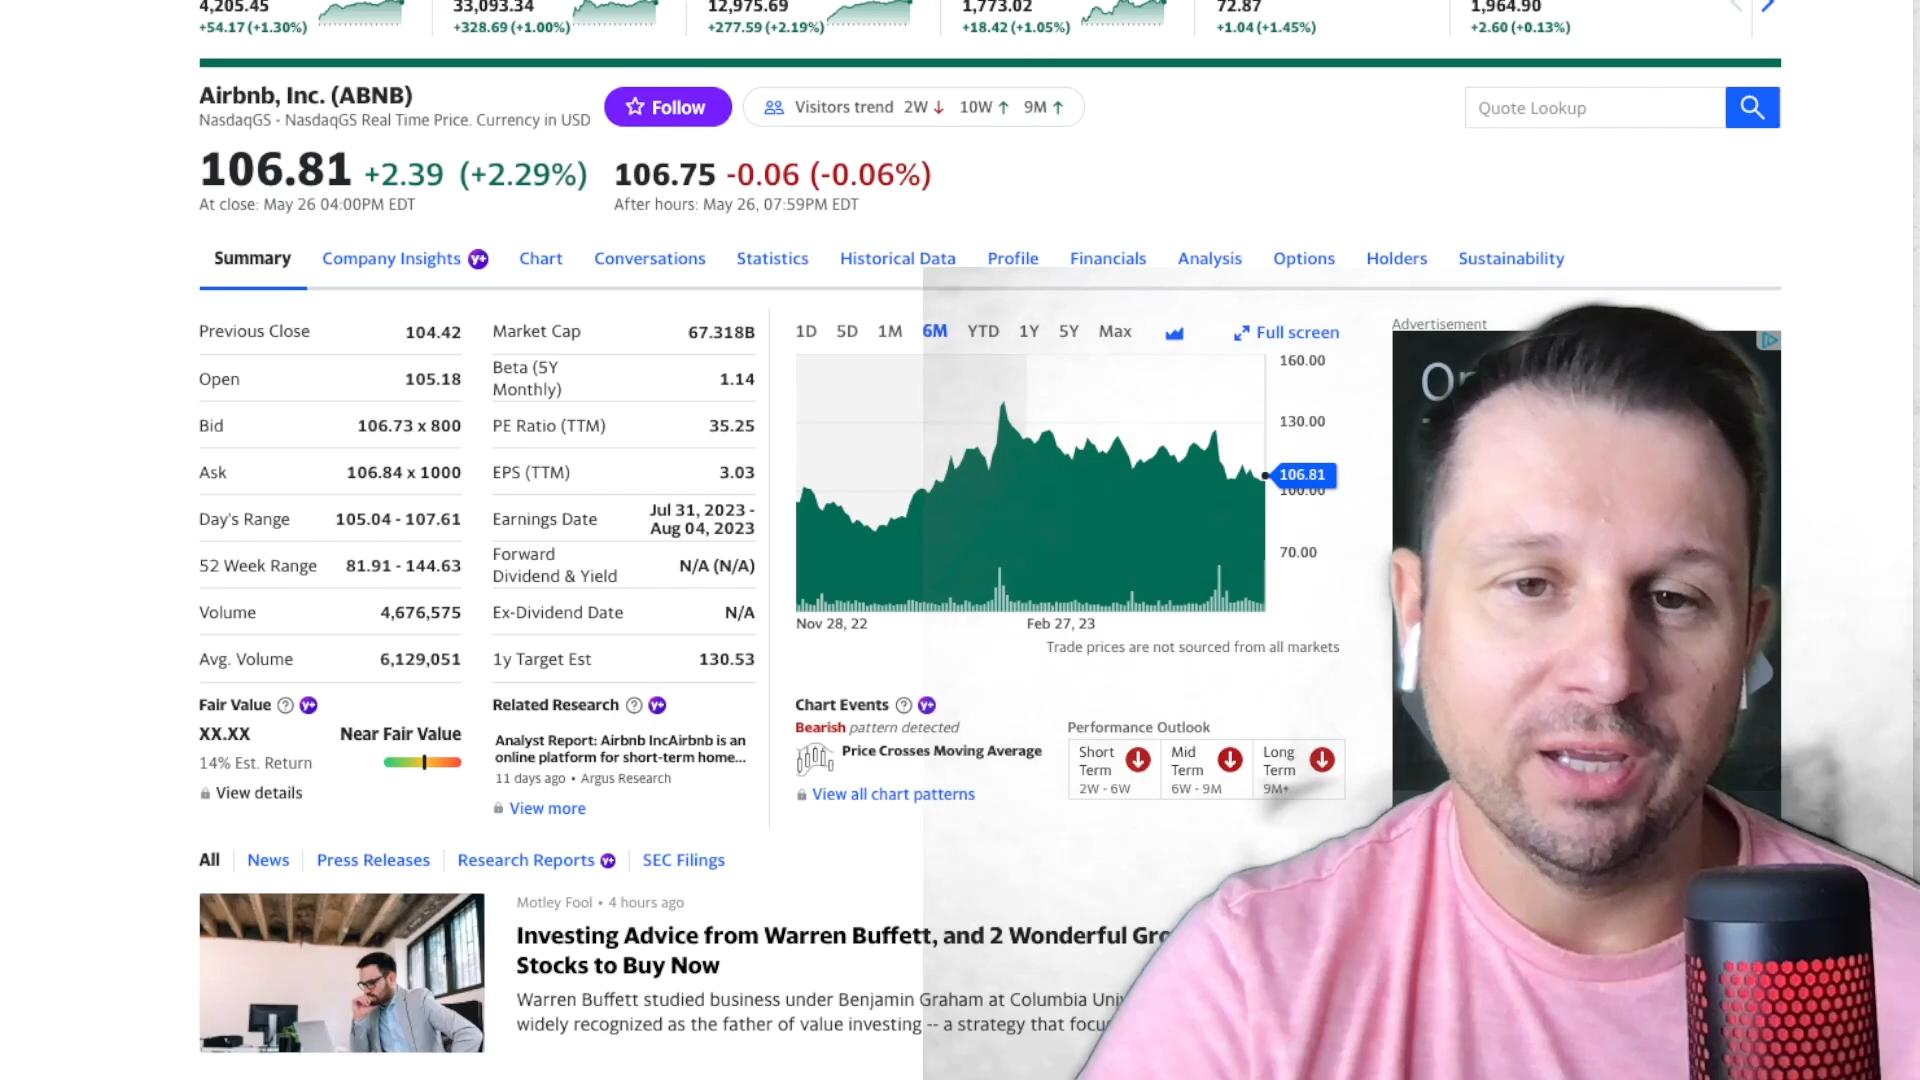 4,205.45 33,093.34 12,975.69 1,773.02 72.87 1,964.90
+54.17 (+1.30%) +328.69 (+1.00%) +277.59 (+2.19%) +18.42 (+1.05%) +1.04 (+1.45%) +2.60 (+0.13%)
Airbnb, Inc. (ABNB)
NasdaqGS - NasdaqGS Real Time Price. Currency in USD
Follow
Visitors trend 2W 10W 9M
Quote Lookup
106.81 +2.39 (+2.29%) 106.75 -0.06 (-0.06%)
At close: May 26 04:00PM EDT After hours: May 26, 07:59PM EDT
Summary Company Insights Y+ Chart Conversations Statistics Historical Data Profile Financials Analysis Options Holders Sustainability
Previous Close 104.42
Open 105.18
Bid 106.73 x 800
Ask 106.84 x 1000
Day's Range 105.04 - 107.61
52 Week Range 81.91 - 144.63
Volume 4,676,575
Avg. Volume 6,129,051
Market Cap 67.318B
Beta (5Y
Monthly) 1.14
PE Ratio (TTM) 35.25
EPS (TTM) 3.03
Earnings Date Jul 31, 2023 -
Aug 04, 2023
Forward
Dividend & Yield N/A (N/A)
Ex-Dividend Date N/A
1y Target Est 130.53
1D 5D 1M 6M YTD 1Y 5Y Max Full screen
160.00
130.00
106.81
100.00
70.00
Nov 28, 22 Feb 27, 23
Trade prices are not sourced from all markets
Advertisement
Fair Value ? Y+
XX.XX Near Fair Value
14% Est. Return
View details
Related Research ? Y+
Analyst Report: Airbnb IncAirbnb is an
online platform for short-term home...
11 days ago • Argus Research
View more
Chart Events ? Y+
Bearish pattern detected
Price Crosses Moving Average
View all chart patterns
Performance Outlook
Short
Term
2W - 6W
Mid
Term
6W - 9M
Long
Term
9M+
All News Press Releases Research Reports Y+ SEC Filings
Motley Fool • 4 hours ago
Investing Advice from Warren Buffett, and 2 Wonderful
Stocks to Buy Now
Warren Buffett studied business under Benjamin Graham at Columbia
widely recognized as the father of value investing -- a strategy that